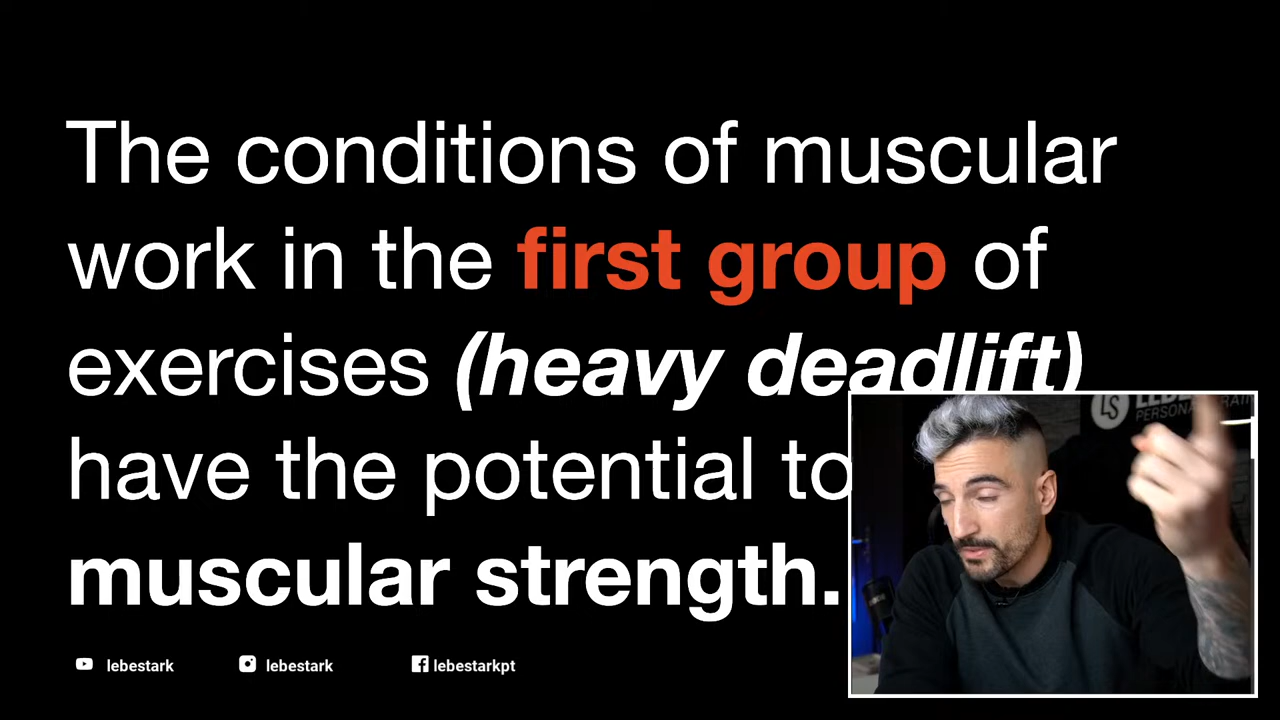 The conditions of muscular
work in the first group of
exercises (heavy deadlift)
have the potential to
muscular strength.
LS
lebestark lebestark lebestarkpt